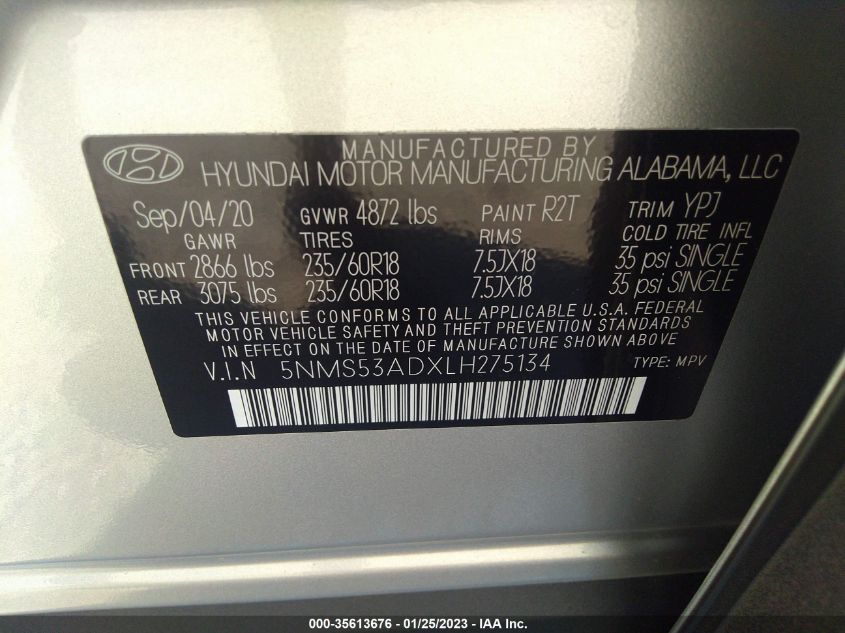 MANUFACTURED BY
HYUNDAI MOTOR MANUFACTURING ALABAMA, LLC
Sep/04/20 GVWR 4872 lbs PAINT R2T TRIM YPJ
GAWR TIRES RIMS COLD TIRE INFL
FRONT 2866 lbs 235/60R18 7.5JX18 35 psi SINGLE
REAR 3075 lbs 235/60R18 7.5JX18 35 psi SINGLE
THIS VEHICLE CONFORMS TO ALL APPLICABLE U.S.A. FEDERAL
MOTOR VEHICLE SAFETY AND THEFT PREVENTION STANDARDS
IN EFFECT ON THE DATE OF MANUFACTURE SHOWN ABOVE
V.I.N 5NMS53ADXLH275134 TYPE: MPV
000-35613676 - 01/25/2023 - IAA Inc.